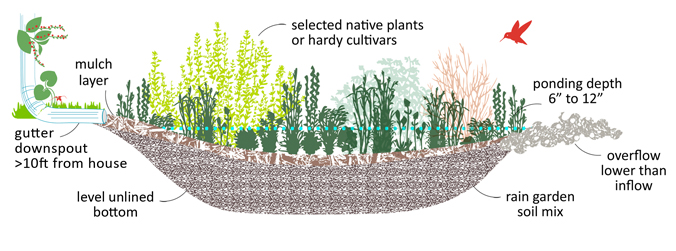 selected native plants
or hardy cultivars
mulch
layer
ponding depth
6” to 12”
gutter
downspout
>10ft from house
overflow
lower than
inflow
level unlined
bottom
rain garden
soil mix